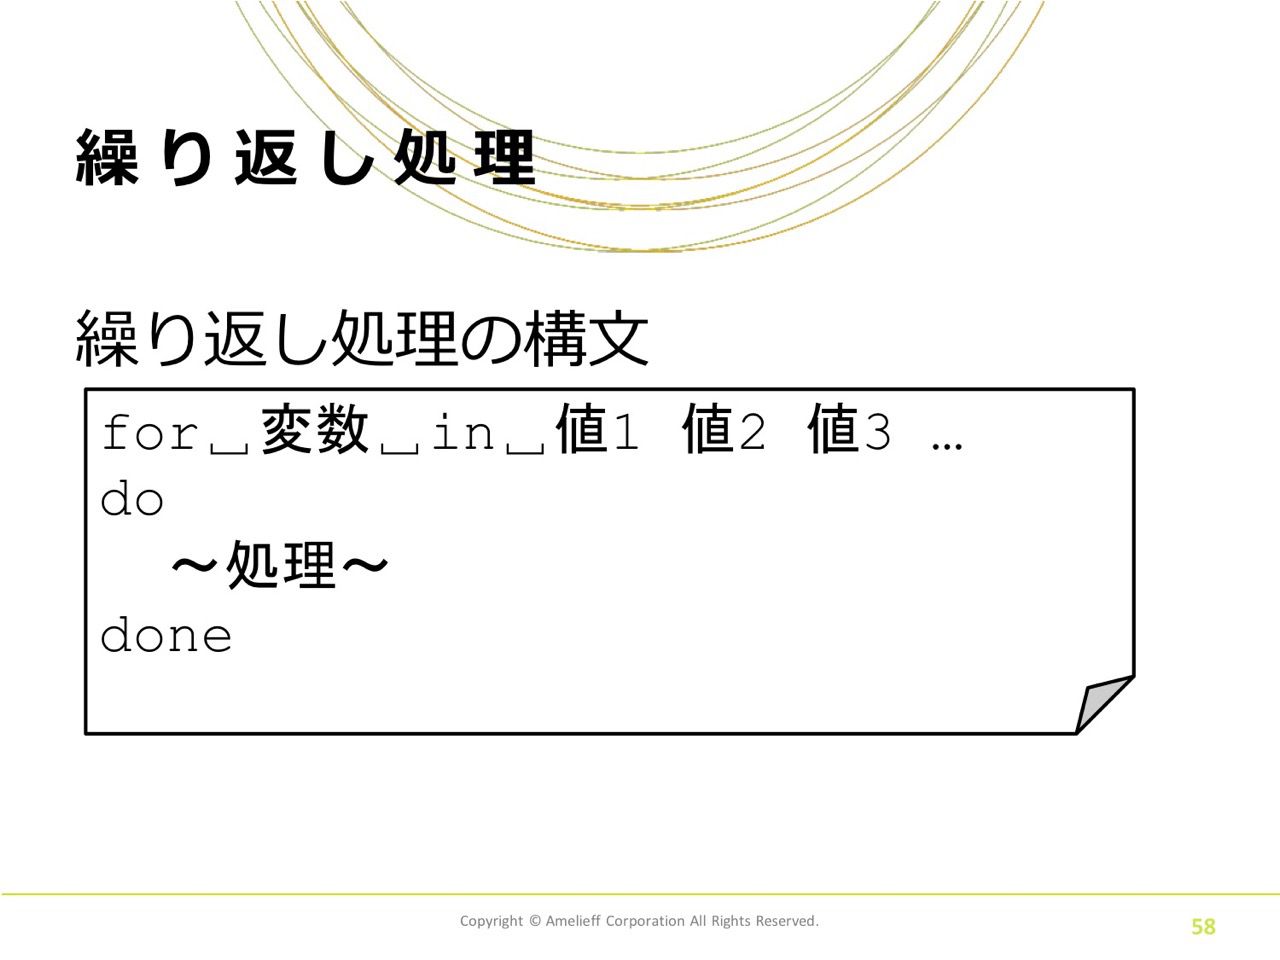 繰り返し処理
繰り返し処理の構文
for␣変数␣in␣値1 値2 値3 …
do
～処理～
done
Copyright © Amelieff Corporation All Rights Reserved.
58